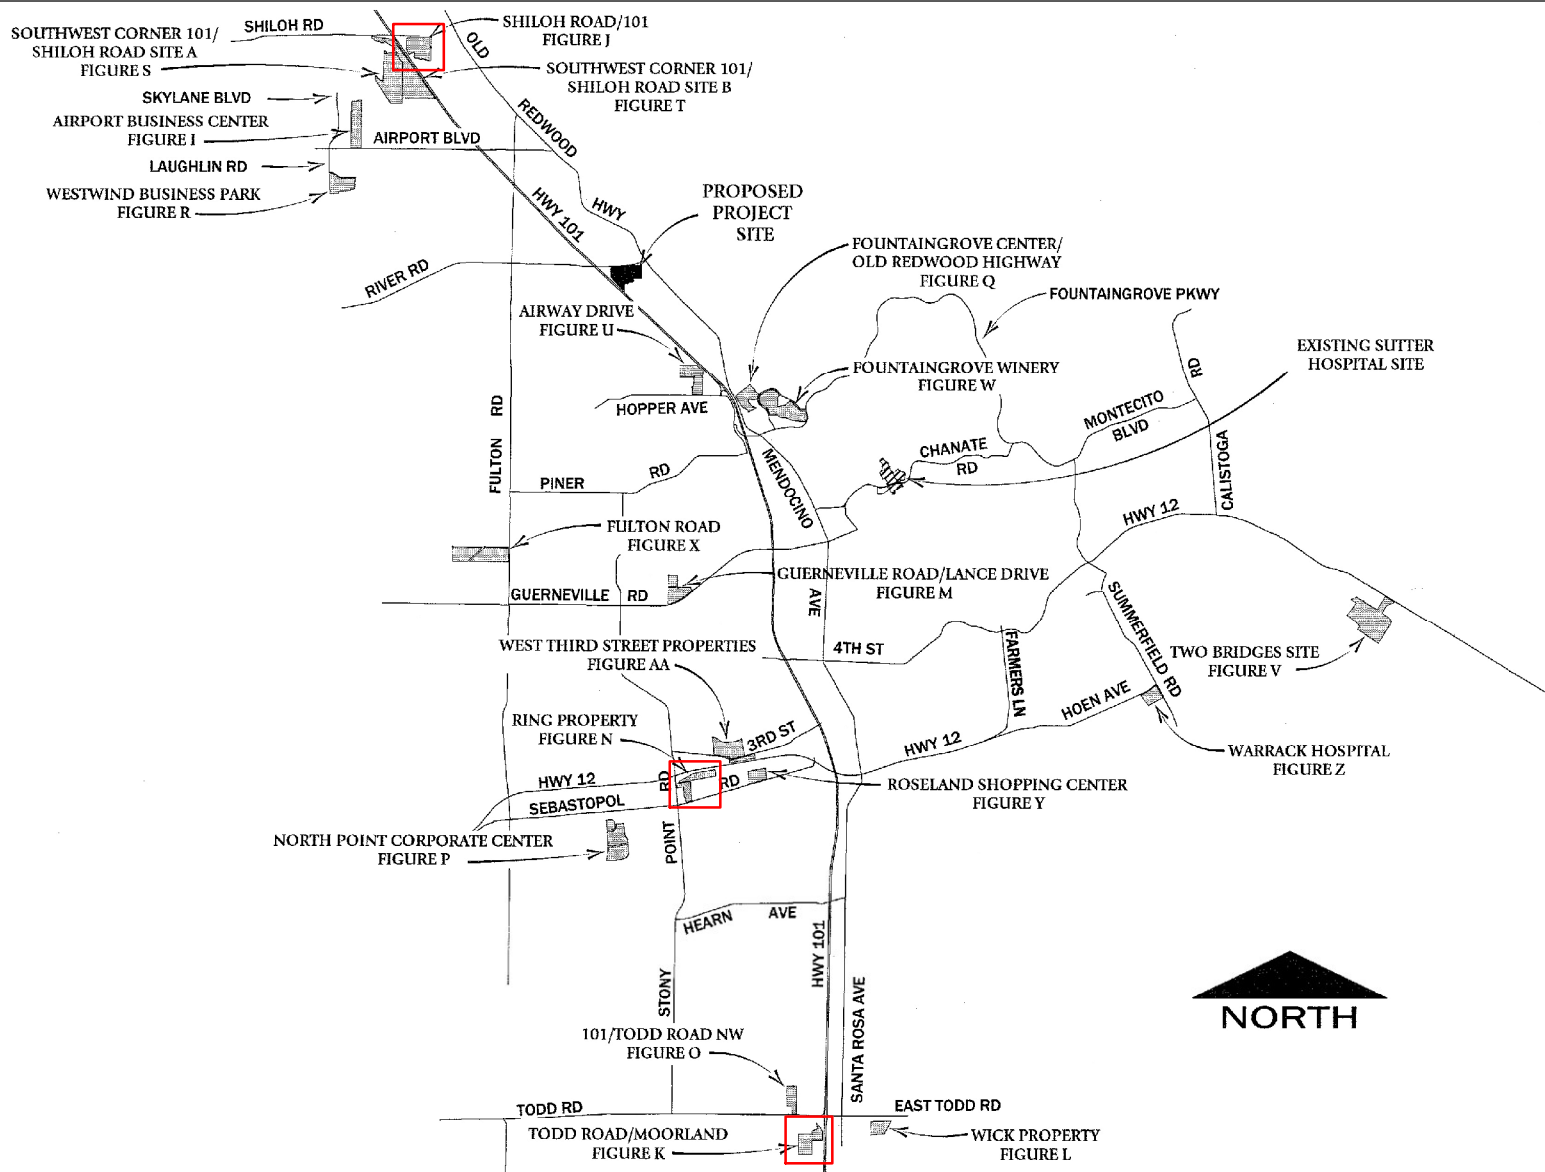 SHILOH RD
SHILOH ROAD/101
FIGURE J
SOUTHWEST CORNER 101/
SHILOH ROAD SITE A
FIGURE S
OLD
REDWOOD
HWY
SOUTHWEST CORNER 101/
SHILOH ROAD SITE B
FIGURE T
SKYLANE BLVD
AIRPORT BUSINESS CENTER
FIGURE I
AIRPORT BLVD
LAUGHLIN RD
WESTWIND BUSINESS PARK
FIGURE R
HWY 101
PROPOSED
PROJECT
SITE
RIVER RD
FOUNTAINGROVE CENTER/
OLD REDWOOD HIGHWAY
FIGURE Q
FOUNTAINGROVE PKWY
AIRWAY DRIVE
FIGURE U
EXISTING SUTTER
HOSPITAL SITE
FOUNTAINGROVE WINERY
FIGURE W
HOPPER AVE
FULTON RD
MONTECITO
BLVD
CALISTOGA RD
CHANATE
RD
PINER RD
MENDOCINO
AVE
HWY 12
FULTON ROAD
FIGURE X
GUERNEVILLE ROAD/LANCE DRIVE
FIGURE M
GUERNEVILLE RD
SUMMERFIELD RD
WEST THIRD STREET PROPERTIES
FIGURE AA
4TH ST
FARMERS LN
TWO BRIDGES SITE
FIGURE V
HOEN AVE
RING PROPERTY
FIGURE N
3RD ST
HWY 12
WARRACK HOSPITAL
FIGURE Z
HWY 12
SEBASTOPOL RD
ROSELAND SHOPPING CENTER
FIGURE Y
NORTH POINT CORPORATE CENTER
FIGURE P
STONY POINT RD
HEARN AVE
HWY 101
SANTA ROSA AVE
NORTH
101/TODD ROAD NW
FIGURE O
TODD RD
EAST TODD RD
TODD ROAD/MOORLAND
FIGURE K
WICK PROPERTY
FIGURE L